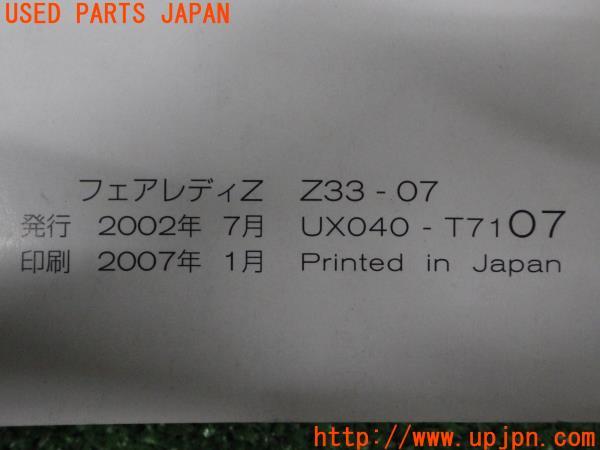 USED PARTS JAPAN
フェアレディZ Z33-07
発行 2002年 7月 UX040-T7107
印刷 2007年 1月 Printed in Japan
http://www.upjpn.com